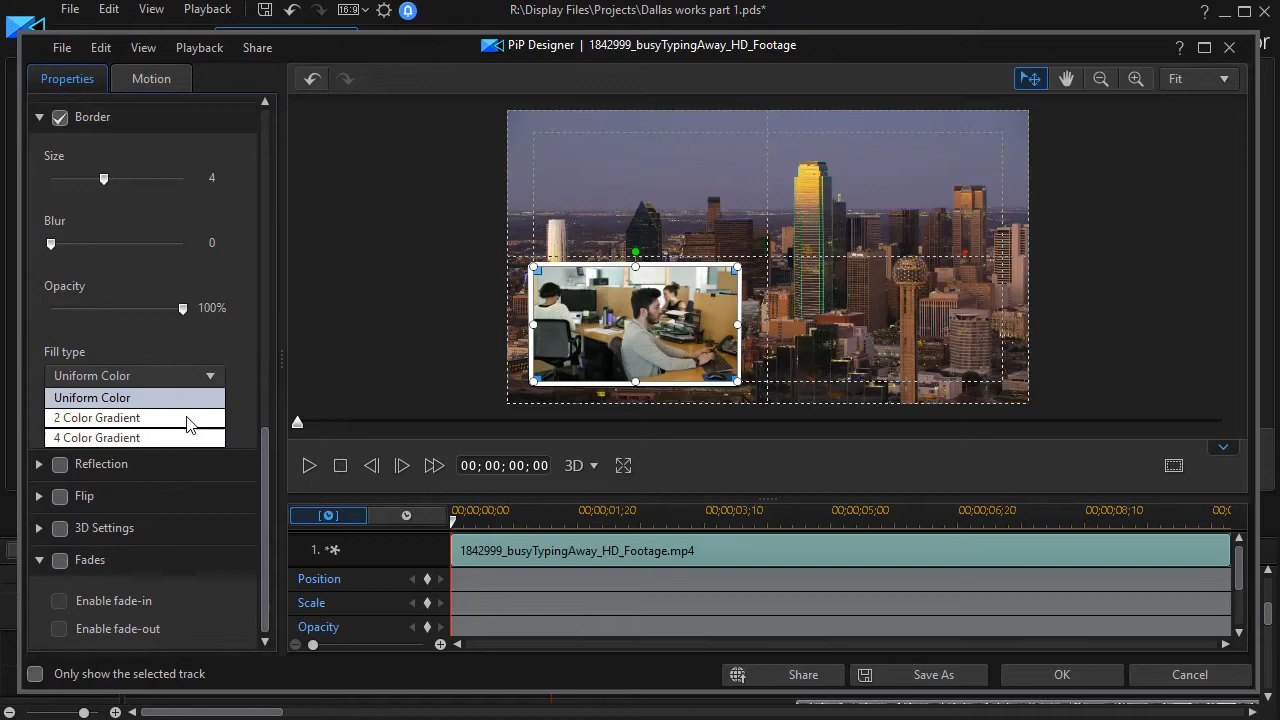 File Edit View Playback 16:9 R:\Display Files\Projects\Dallas works part 1.pds* ?
File Edit View Playback Share PiP Designer | 1842999_busyTypingAway_HD_Footage ?
Properties Motion Fit
Border
Size
4
Blur
0
Opacity
100%
Fill type
Uniform Color
Uniform Color
2 Color Gradient
4 Color Gradient
Reflection
Flip
3D Settings
Fades
Enable fade-in
Enable fade-out
00;00;00;00 3D
00;00;00;00 00;00;01;20 00;00;03;10 00;00;05;00 00;00;06;20 00;00;08;10
1. 1842999_busyTypingAway_HD_Footage.mp4
Position
Scale
Opacity
Only show the selected track Share Save As OK Cancel